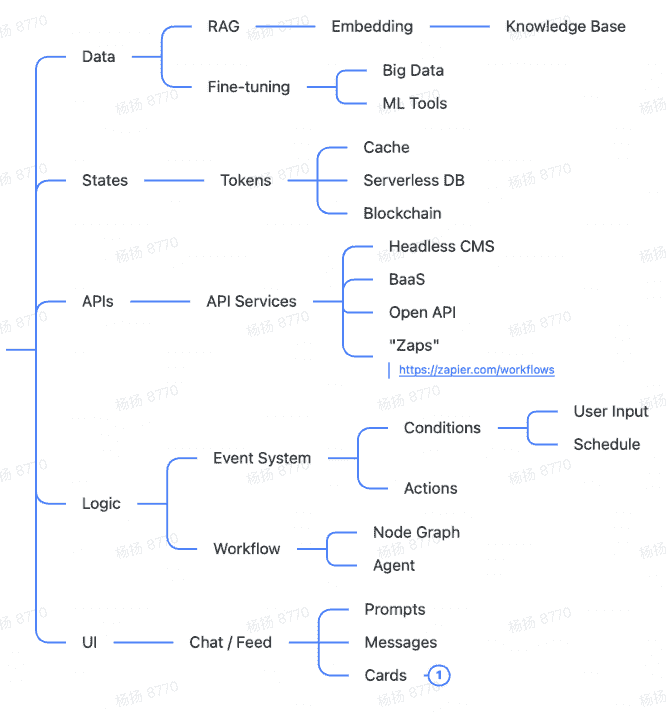 Data
RAG
Embedding
Knowledge Base
Fine-tuning
Big Data
ML Tools
States
Tokens
Cache
Serverless DB
Blockchain
APIs
API Services
Headless CMS
BaaS
Open API
"Zaps"
https://zapier.com/workflows
Logic
Event System
Conditions
User Input
Schedule
Actions
Workflow
Node Graph
Agent
UI
Chat / Feed
Prompts
Messages
Cards
1
杨扬 8770